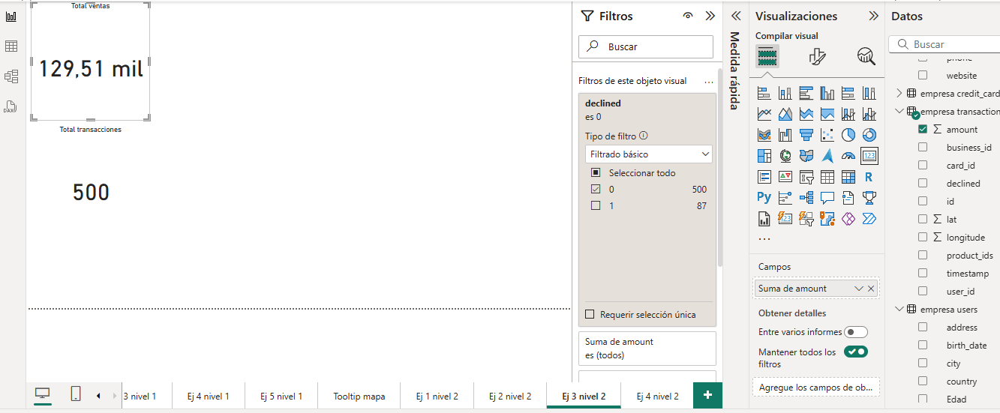 Total ventas
129,51 mil
Total transacciones
500
Filtros
Buscar
Filtros de este objeto visual
...
declined
es 0
Tipo de filtro
Filtrado básico
Seleccionar todo
0 500
1 87
Requerir selección única
Suma de amount
es (todos)
Medida rápida
Visualizaciones
Compilar visual
123
R
Py
...
Campos
Suma de amount
Obtener detalles
Entre varios informes
Mantener todos los
filtros
Agregue los campos de ob...
Datos
Buscar
phone
website
empresa credit_card
empresa transaction
amount
business_id
card_id
declined
id
lat
longitude
product_ids
timestamp
user_id
empresa users
address
birth_date
city
country
Edad
DAX
3 nivel 1
Ej 4 nivel 1
Ej 5 nivel 1
Tooltip mapa
Ej 1 nivel 2
Ej 2 nivel 2
Ej 3 nivel 2
Ej 4 nivel 2
+